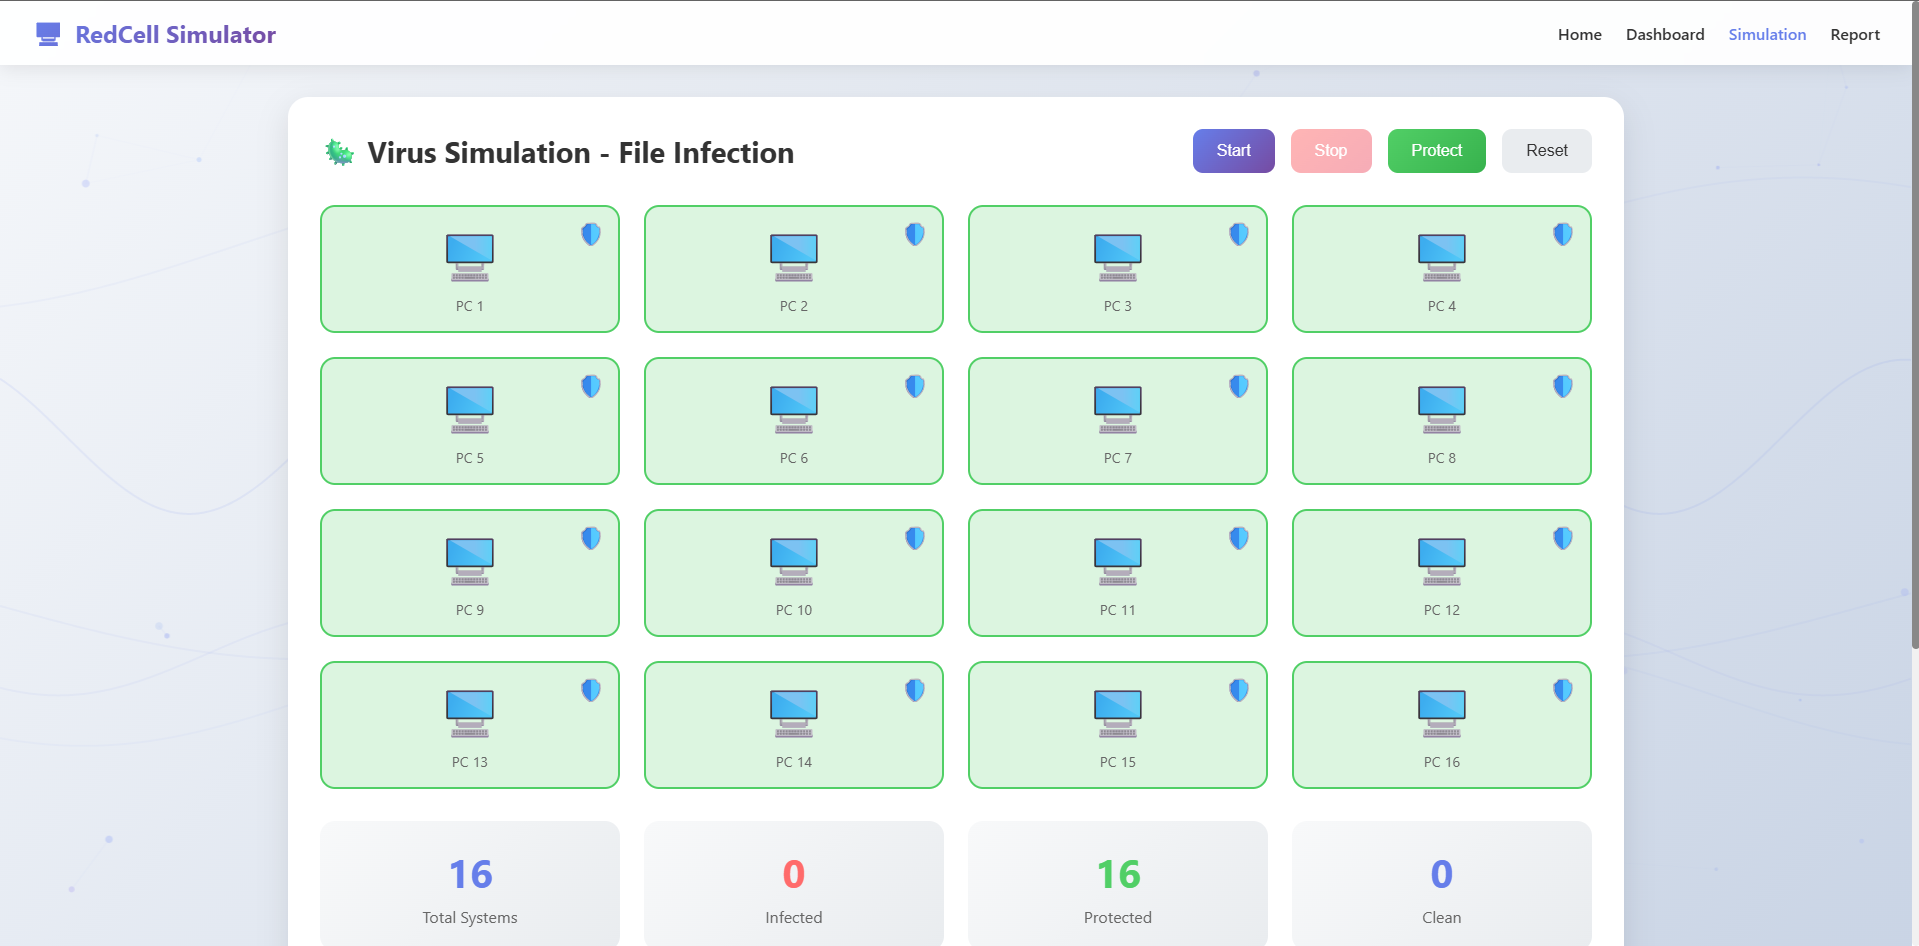 RedCell Simulator
Home Dashboard Simulation Report
Virus Simulation - File Infection
Start Stop Protect Reset
PC 1 PC 2 PC 3 PC 4
PC 5 PC 6 PC 7 PC 8
PC 9 PC 10 PC 11 PC 12
PC 13 PC 14 PC 15 PC 16
16 0 16 0
Total Systems Infected Protected Clean